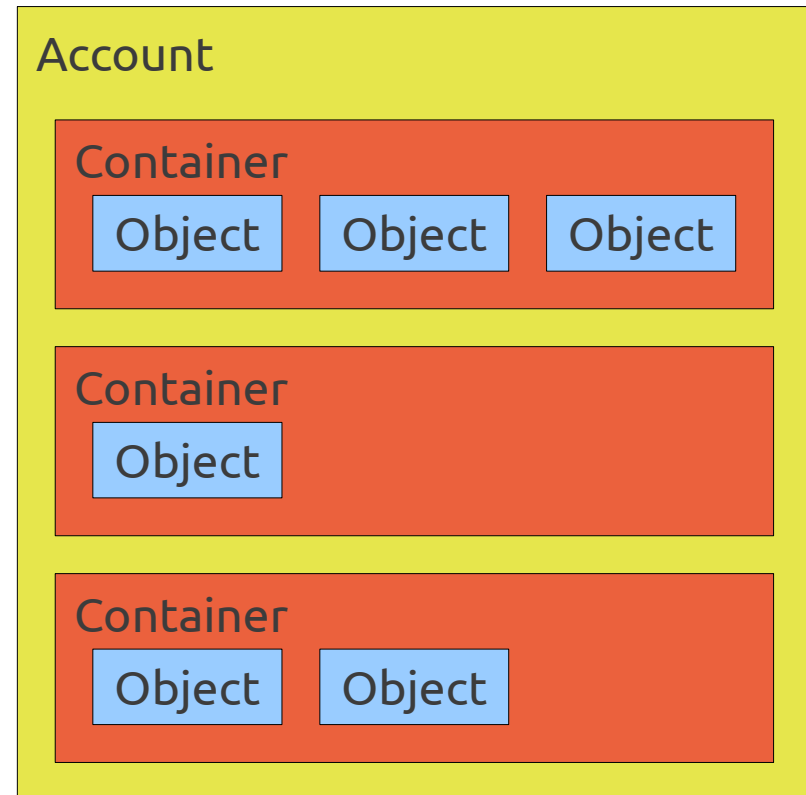 Account
Container
Object Object Object
Container
Object
Container
Object Object